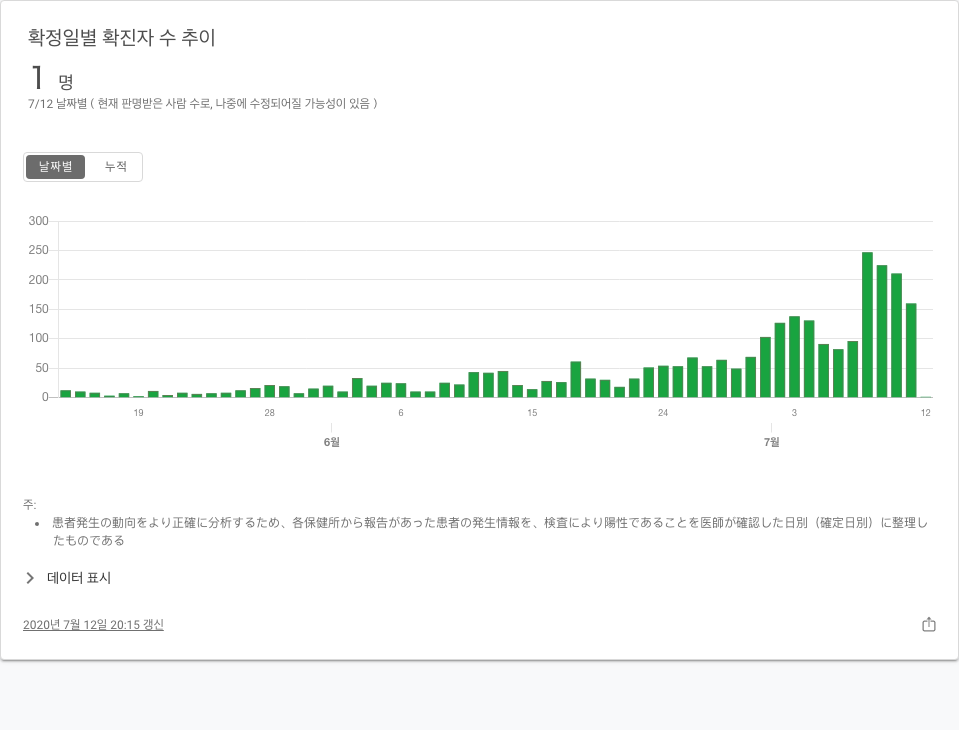 확정일별 확진자 수 추이
1 명
7/12 날짜별 ( 현재 판명받은 사람 수로, 나중에 수정되어질 가능성이 있음 )
날짜별 누적
300
250
200
150
100
50
0
19 28 6 15 24 3 12
6월 7월
주:
• 患者発生の動向をより正確に分析するため、各保健所から報告があった患者の発生情報を、検査により陽性であることを医師が確認した日別（確定日別）に整理し
たものである
데이터 표시
2020년 7월 12일 20:15 갱신